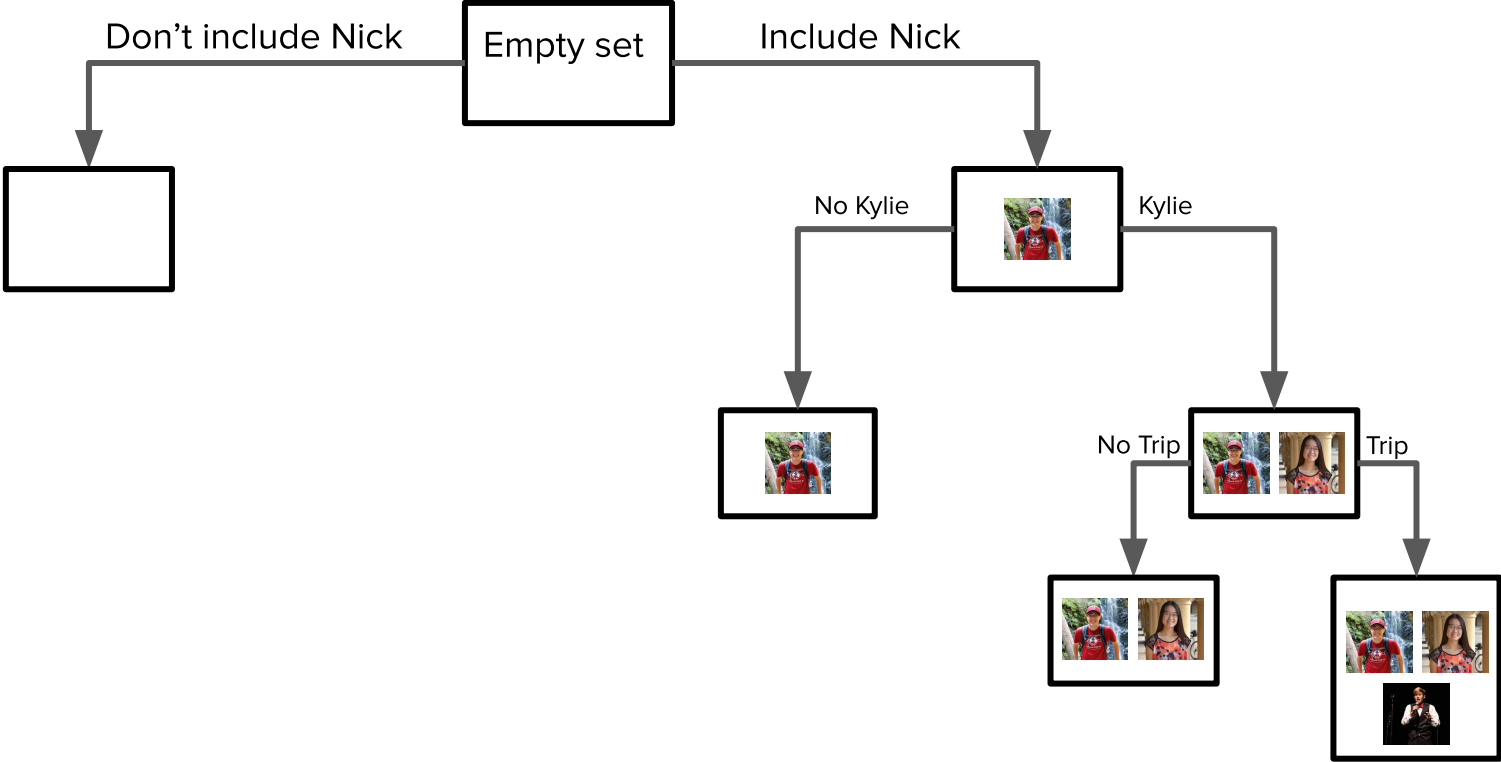 Don’t include Nick
Empty set
Include Nick
No Kylie
Kylie
No Trip
Trip